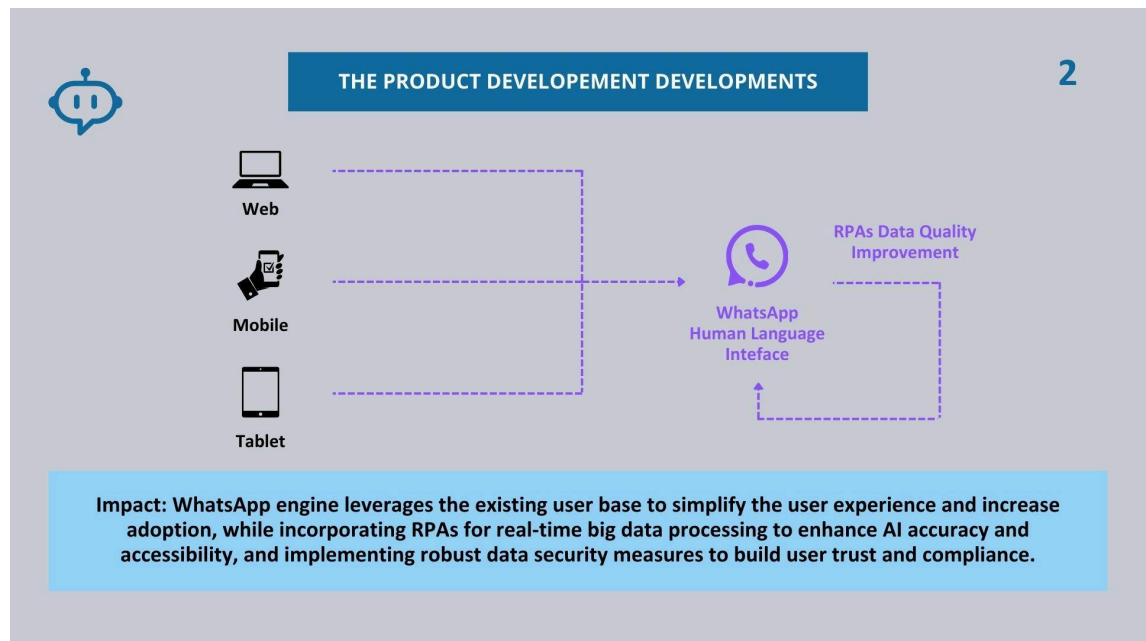 THE PRODUCT DEVELOPEMENT DEVELOPMENTS
2
Web
Mobile
Tablet
WhatsApp
Human Language
Inteface
RPAs Data Quality
Improvement
Impact: WhatsApp engine leverages the existing user base to simplify the user experience and increase
adoption, while incorporating RPAs for real-time big data processing to enhance AI accuracy and
accessibility, and implementing robust data security measures to build user trust and compliance.